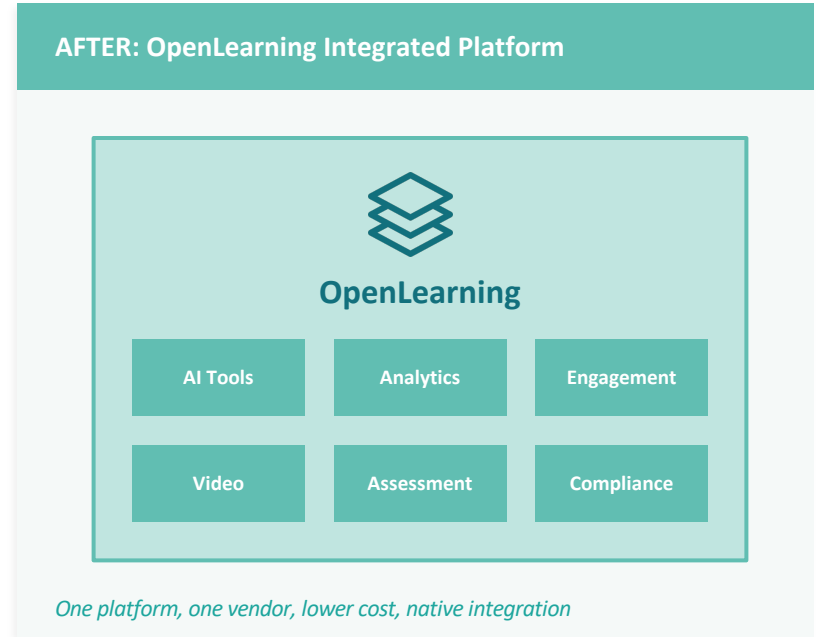 AFTER: OpenLearning Integrated Platform
OpenLearning
AI Tools
Analytics
Engagement
Video
Assessment
Compliance
One platform, one vendor, lower cost, native integration